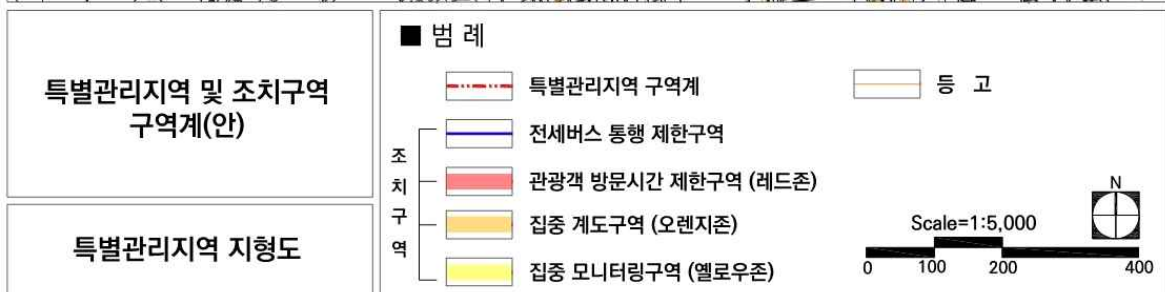 특별관리지역 및 조치구역
구역계(안)
특별관리지역 지형도
■ 범 례
특별관리지역 구역계
등 고
조치구역
전세버스 통행 제한구역
관광객 방문시간 제한구역 (레드존)
집중 계도구역 (오렌지존)
집중 모니터링구역 (옐로우존)
N
Scale=1:5,000
0 100 200 400